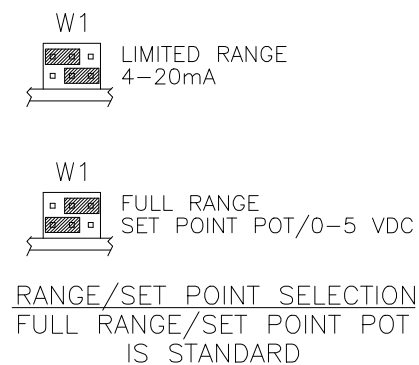 W1
LIMITED RANGE
4-20mA
W1
FULL RANGE
SET POINT POT/0-5 VDC
RANGE/SET POINT SELECTION
FULL RANGE/SET POINT POT
IS STANDARD